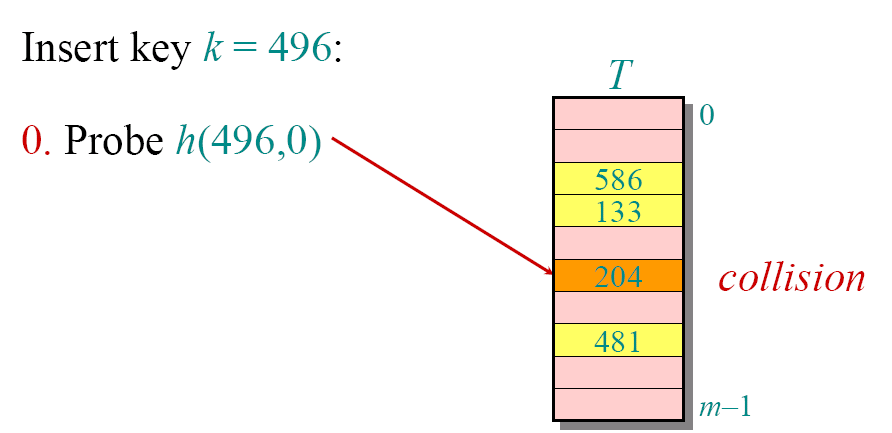 Insert key k = 496:
T
0
0. Probe h(496,0)
586
133
204
collision
481
m–1